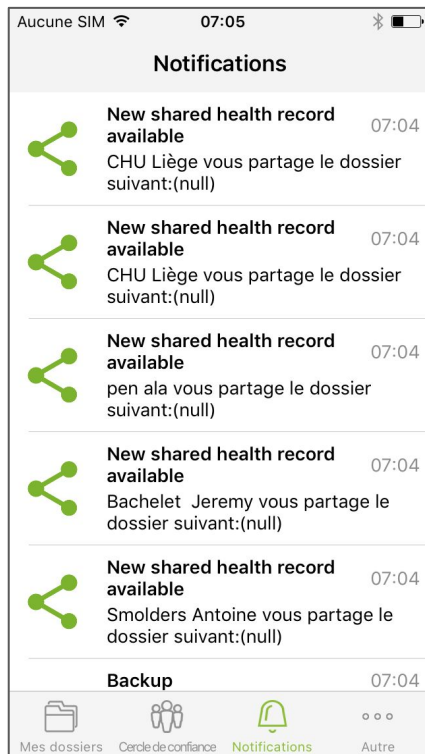 Aucune SIM 07:05
Notifications
New shared health record
available
07:04
CHU Liège vous partage le dossier
suivant:(null)
New shared health record
available
07:04
CHU Liège vous partage le dossier
suivant:(null)
New shared health record
available
07:04
pen ala vous partage le dossier
suivant:(null)
New shared health record
available
07:04
Bachelet Jeremy vous partage le
dossier suivant:(null)
New shared health record
available
07:04
Smolders Antoine vous partage le
dossier suivant:(null)
Backup 07:04
Mes dossiers Cercle de confiance Notifications Autre